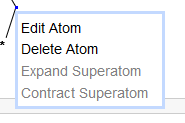 Edit Atom
Delete Atom
Expand Superatom
Contract Superatom